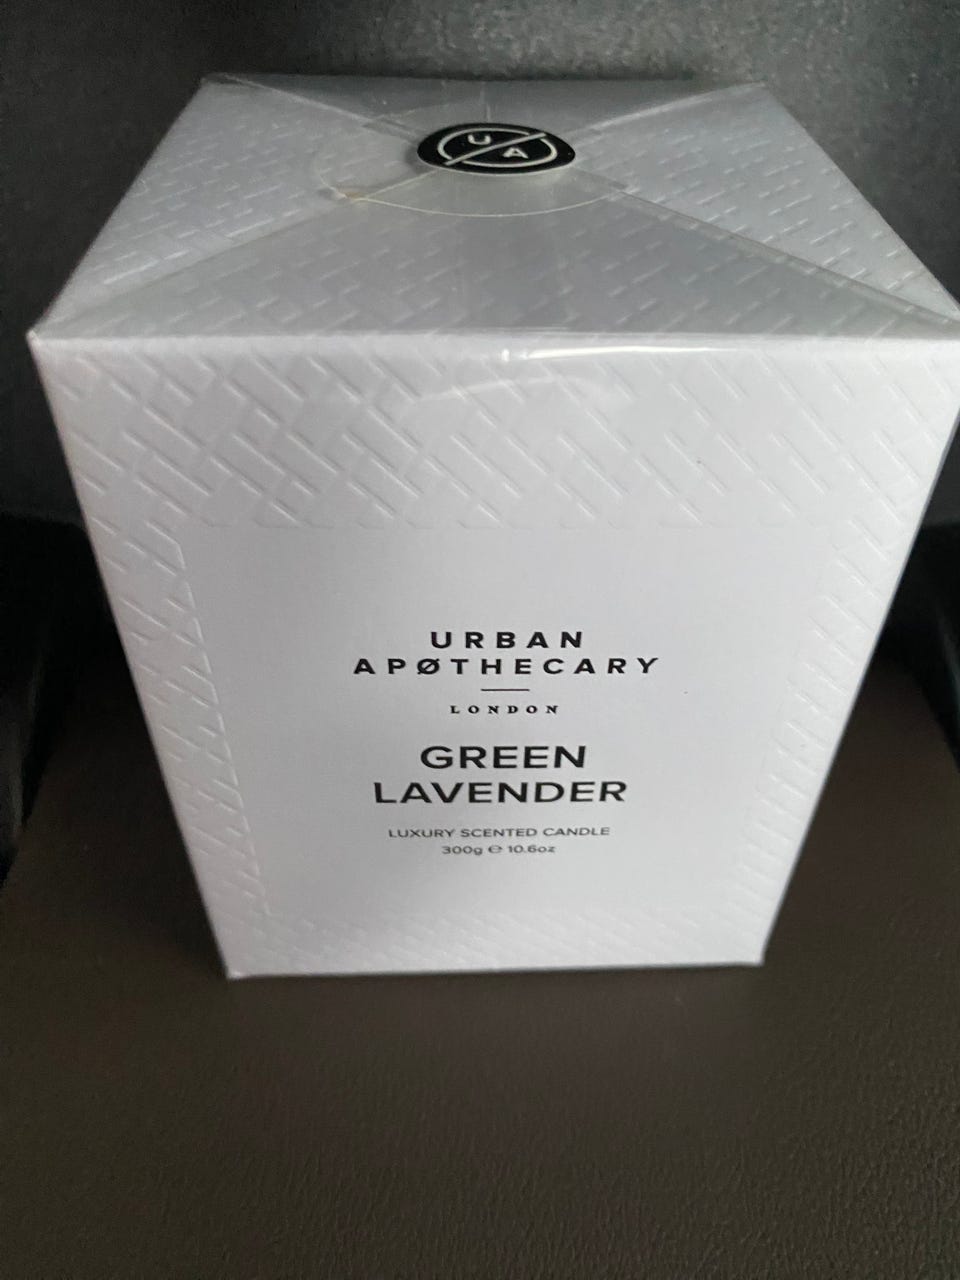 U A
URBAN
APØTHECARY
LONDON
GREEN
LAVENDER
LUXURY SCENTED CANDLE
300g ℮ 10.6oz